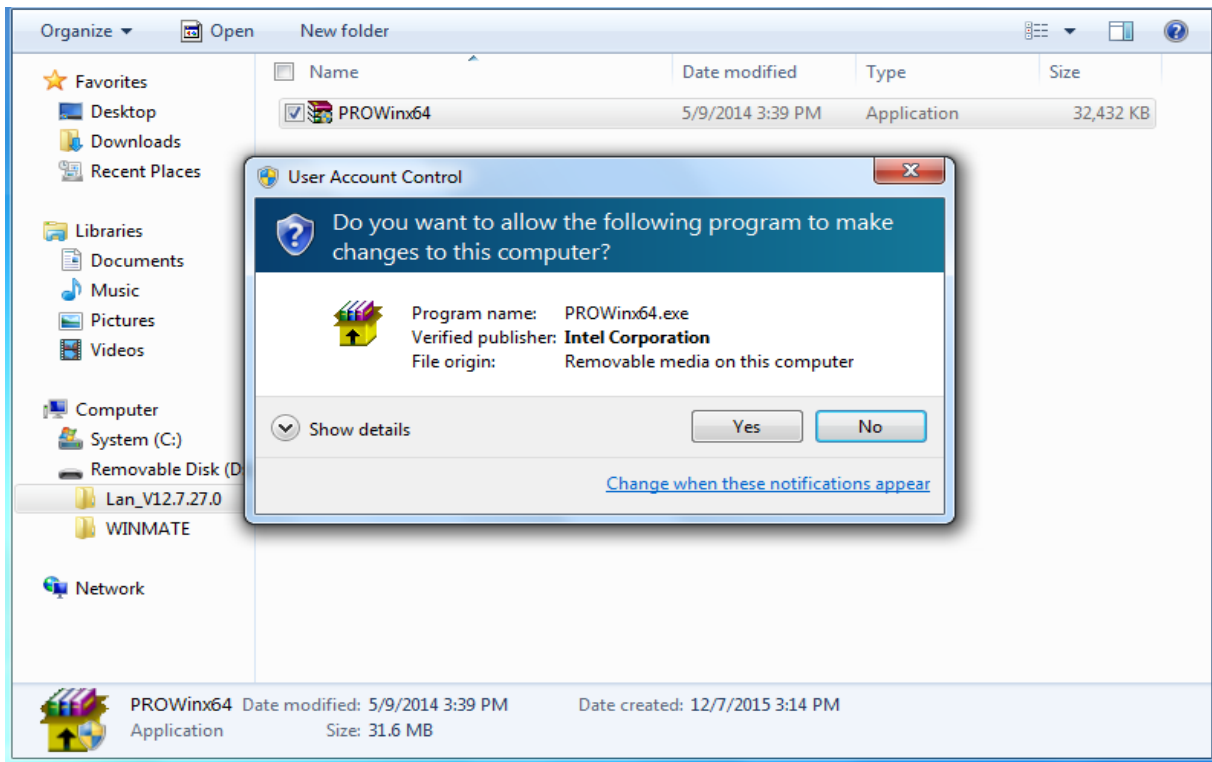 Organize Open New folder
Favorites
Desktop
Downloads
Recent Places
Libraries
Documents
Music
Pictures
Videos
Computer
System (C:)
Removable Disk (D
Lan_V12.7.27.0
WINMATE
Network
Name Date modified Type Size
PROWinx64 5/9/2014 3:39 PM Application 32,432 KB
User Account Control
Do you want to allow the following program to make
changes to this computer?
Program name: PROWinx64.exe
Verified publisher: Intel Corporation
File origin: Removable media on this computer
Show details Yes No
Change when these notifications appear
PROWinx64 Date modified: 5/9/2014 3:39 PM Date created: 12/7/2015 3:14 PM
Application Size: 31.6 MB